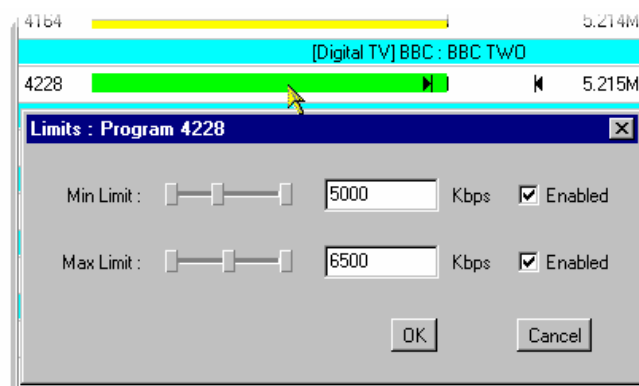 4164 5.214M
[Digital TV] BBC : BBC TWO
4228 5.215M
Limits : Program 4228
Min Limit : 5000 Kbps Enabled
Max Limit : 6500 Kbps Enabled
OK Cancel